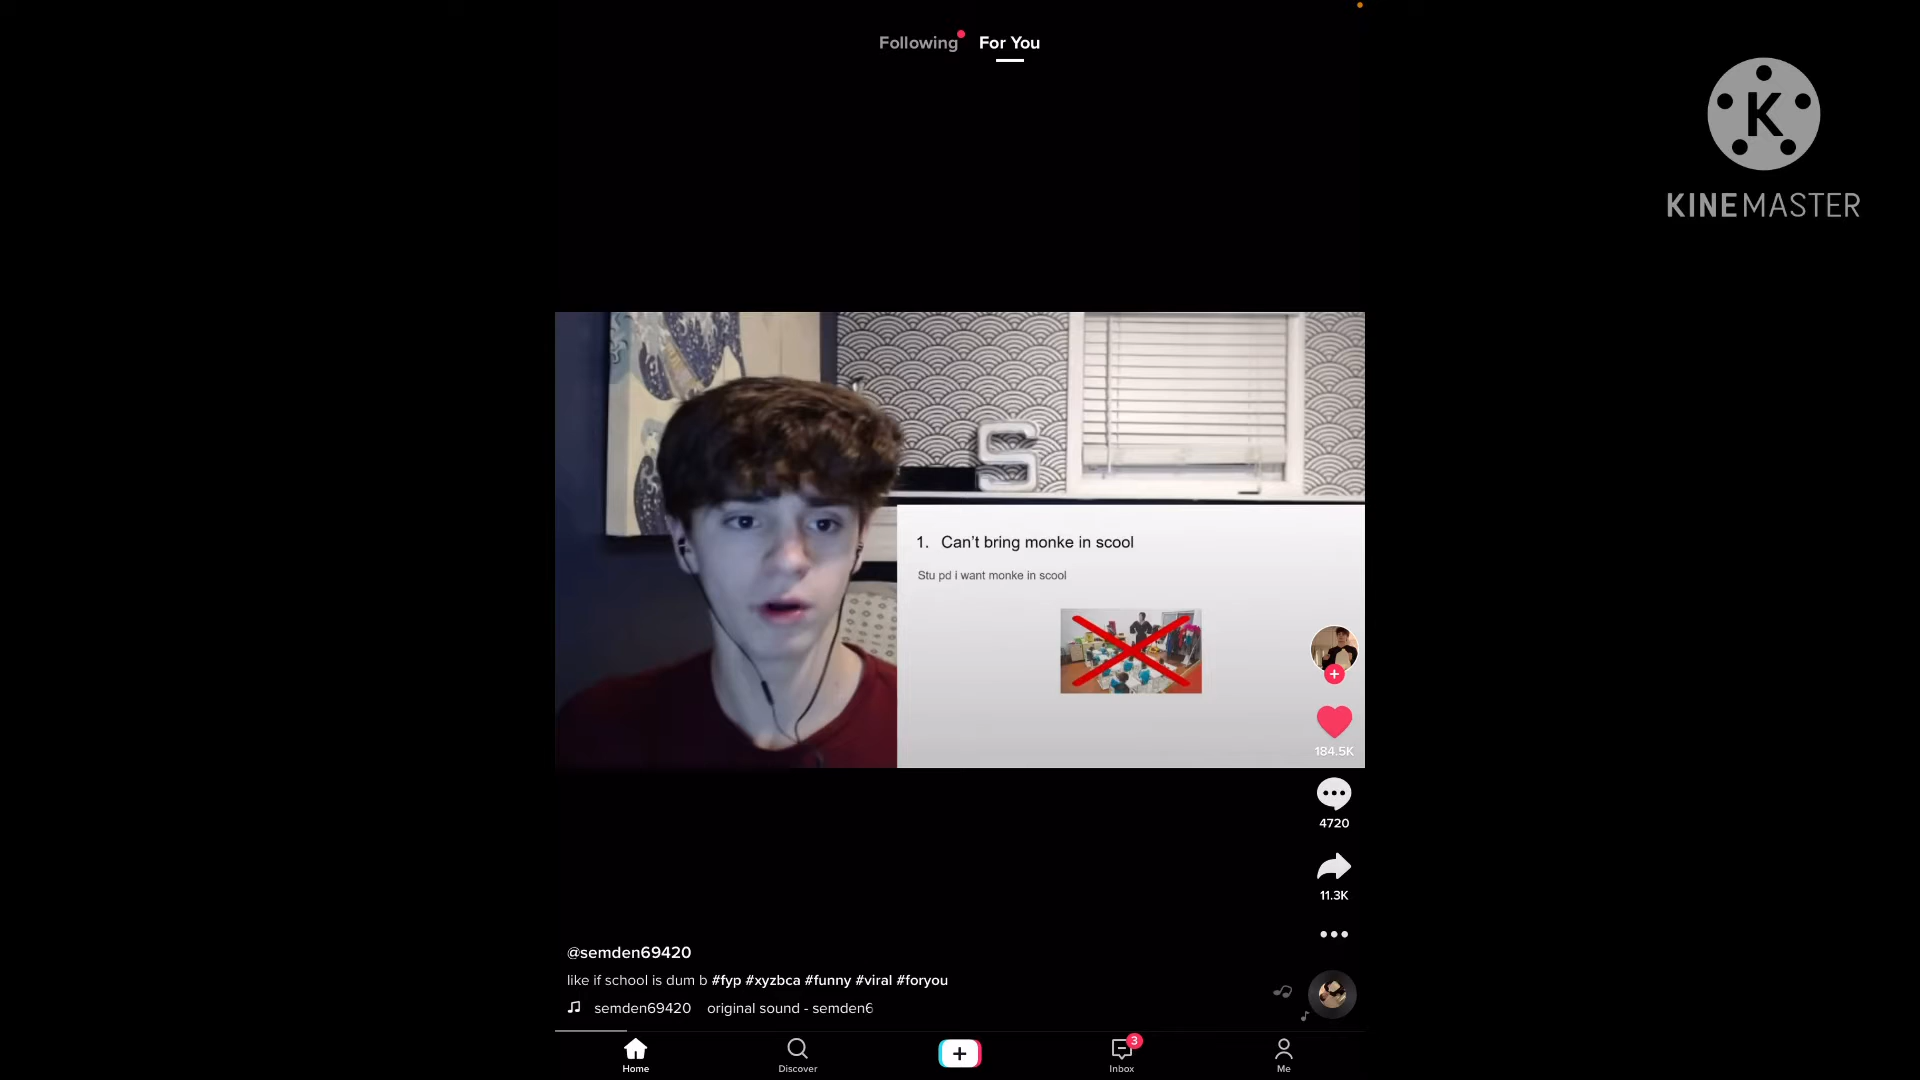 Following For You
K
KINEMASTER
S
1. Can't bring monke in scool
Stu pd i want monke in scool
184.5K
4720
11.3K
@semden69420
like if school is dum b #fyp #xyzbca #funny #viral #foryou
semden69420 original sound - semden6
3
Home Discover Inbox Me